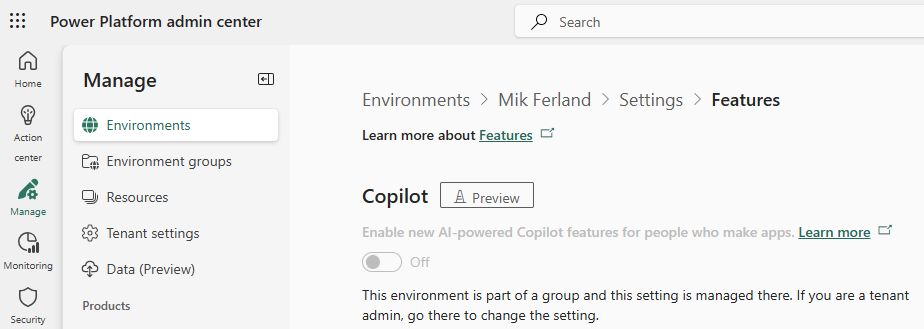 Power Platform admin center
Search
Home
Action
center
Manage
Monitoring
Security
Manage
Environments
Environment groups
Resources
Tenant settings
Data (Preview)
Products
Environments > Mik Ferland > Settings > Features
Learn more about Features
Copilot Preview
Enable new AI-powered Copilot features for people who make apps. Learn more
Off
This environment is part of a group and this setting is managed there. If you are a tenant
admin, go there to change the setting.